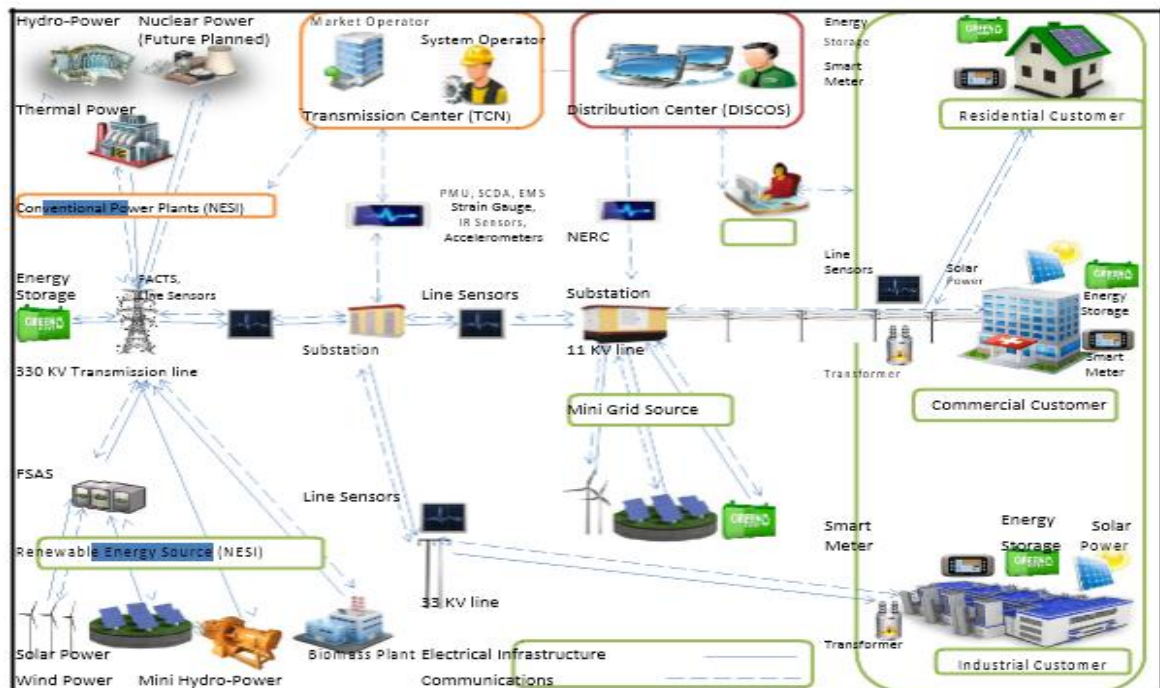 Hydro-Power
Nuclear Power
(Future Planned)
Thermal Power
Conventional Power Plants (NESI)
Market Operator
System Operator
Transmission Center (TCN)
Distribution Center (DISCOS)
Energy
Storage
Smart
Meter
Residential Customer
PMU, SCDA, EMS
Strain Gauge,
IR Sensors,
Accelerometers
NERC
Energy
Storage
GREEN
FACTS,
Line Sensors
330 KV Transmission line
Substation
Line Sensors
Substation
11 KV line
Line
Sensors
Solar
Power
Transformer
Energy
Storage
Smart
Meter
Commercial Customer
Mini Grid Source
GREEN
FSAS
Renewable Energy Source (NESI)
Line Sensors
33 KV line
Smart
Meter
Energy
Storage
Solar
Power
Transformer
Industrial Customer
Solar Power
Wind Power
Mini Hydro-Power
Biomass Plant
Electrical Infrastructure
Communications